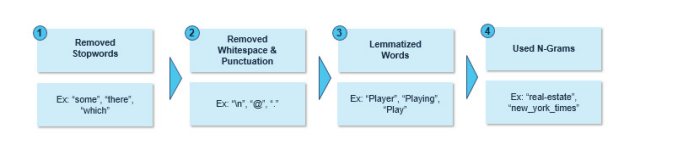 1
Removed
Stopwords
Ex: “some”, “there”,
“which”
2
Removed
Whitespace &
Punctuation
Ex: “\n”, “@”, “.”
3
Lemmatized
Words
Ex: “Player”, “Playing”,
“Play”
4
Used N-Grams
Ex: “real-estate”,
“new_york_times”